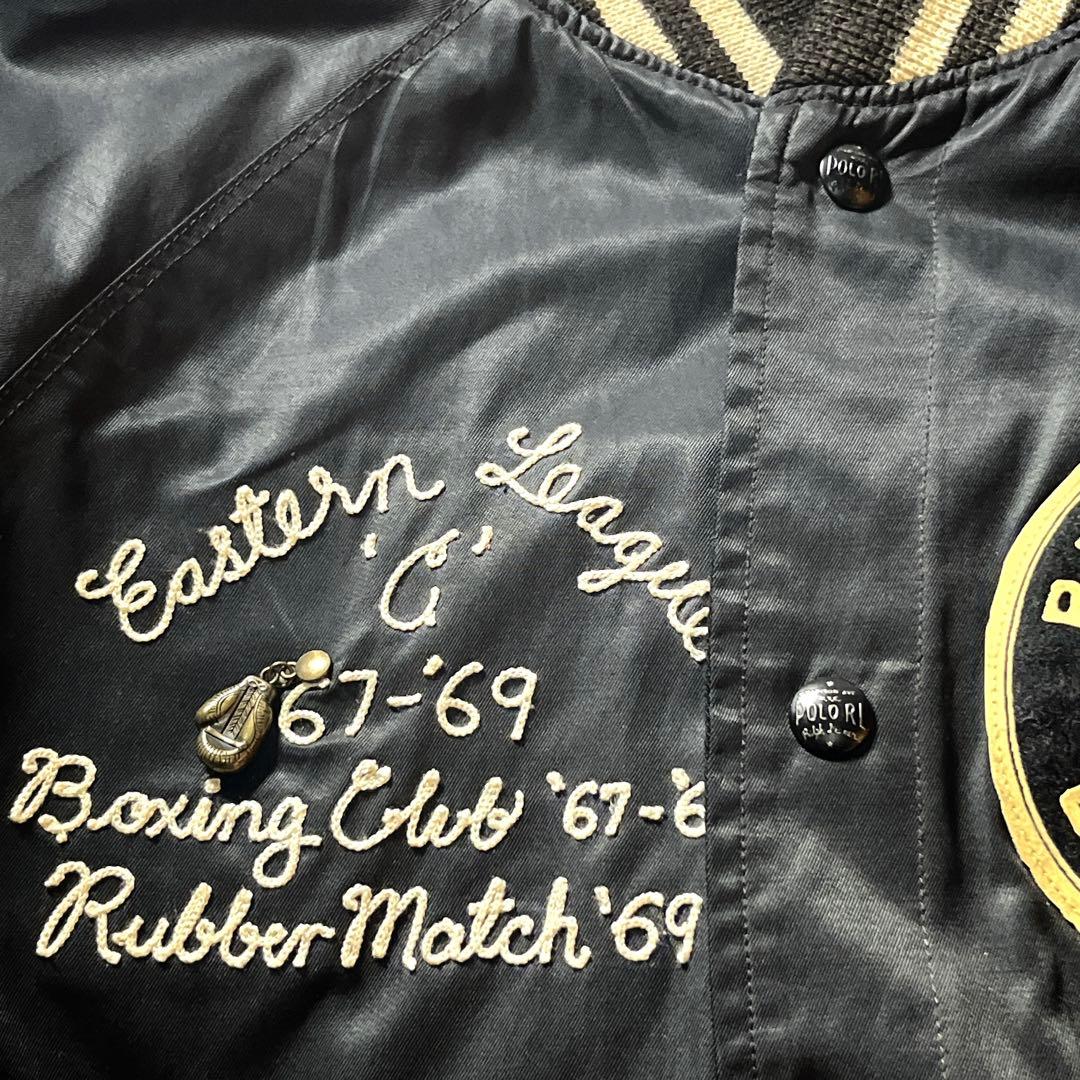 POLO RL
Eastern League
'C'
67-'69
POLO RL
Boxing Club '67-'6
Rubber Match '69